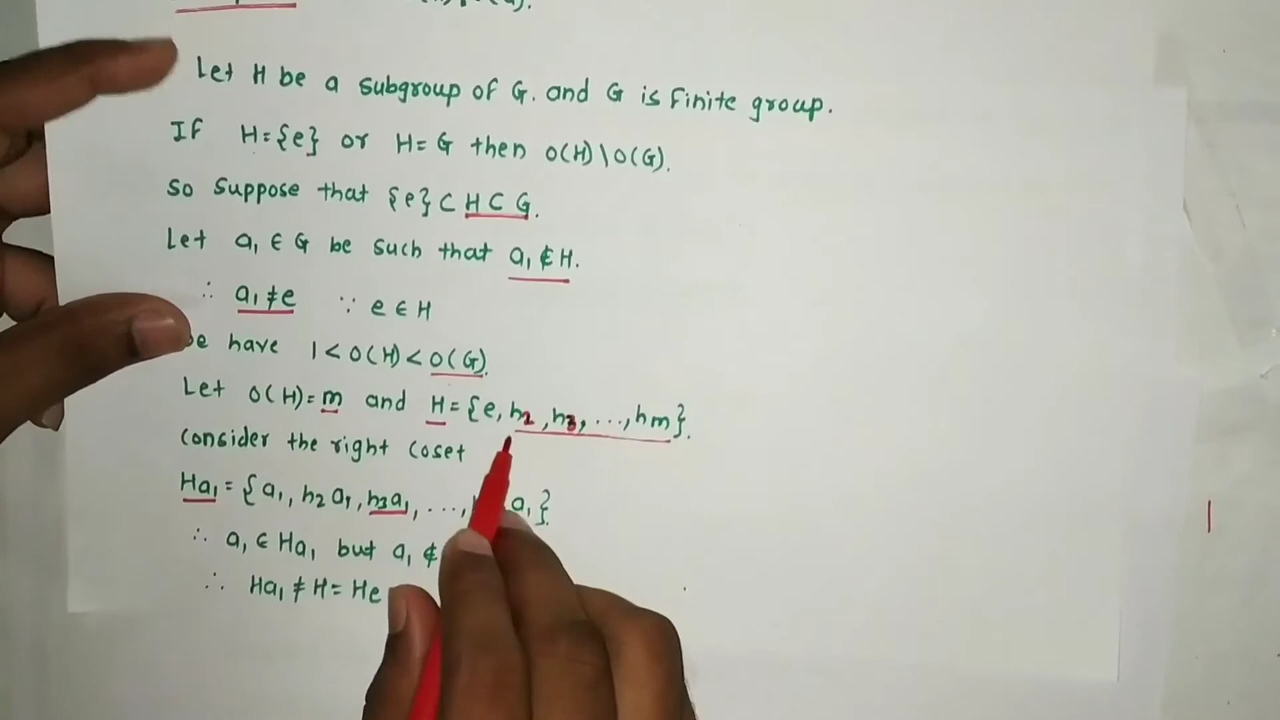 Let H be a subgroup of G. and G is finite group.
If H={e} or H=G then O(H)\O(G).
So Suppose that {e}⊂H⊂G.
Let a₁∈G be such that a₁∉H.
∴ a₁≠e ∵ e∈H
have 1<O(H)<O(G).
Let O(H)=m and H={e,h₂,h₃,...,hm}.
Consider the right coset
Ha₁={a₁,h₂a₁,h₃a₁,..., a₁}.
∴ a₁∈Ha₁ but a₁∉
∴ Ha₁≠H=He